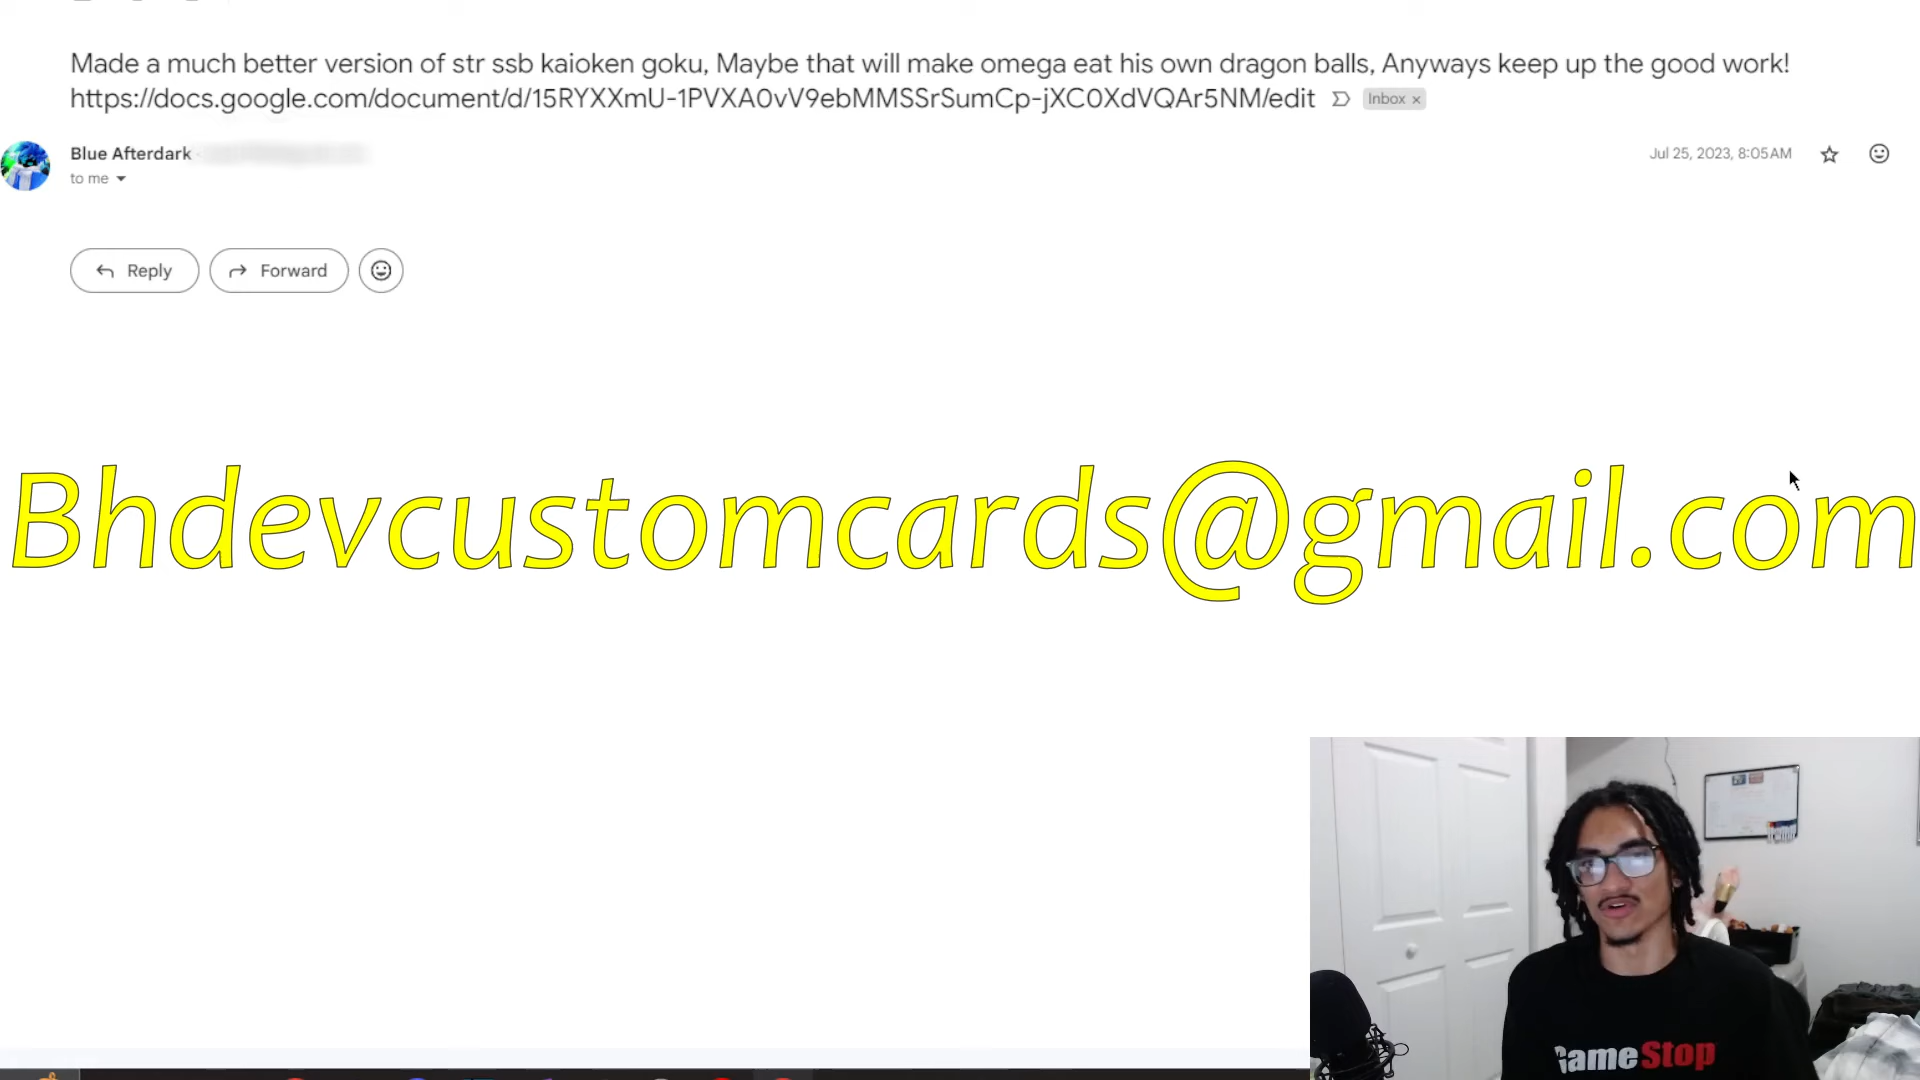 Made a much better version of str ssb kaioken goku, Maybe that will make omega eat his own dragon balls, Anyways keep up the good work!
https://docs.google.com/document/d/15RYXXmU-1PVXA0vV9ebMMSSrSumCp-jXC0XdVQAr5NM/edit Inbox ×
Blue Afterdark
Jul 25, 2023, 8:05 AM
to me
Reply
Forward
Bhdevcustomcards@gmail.com
GameStop